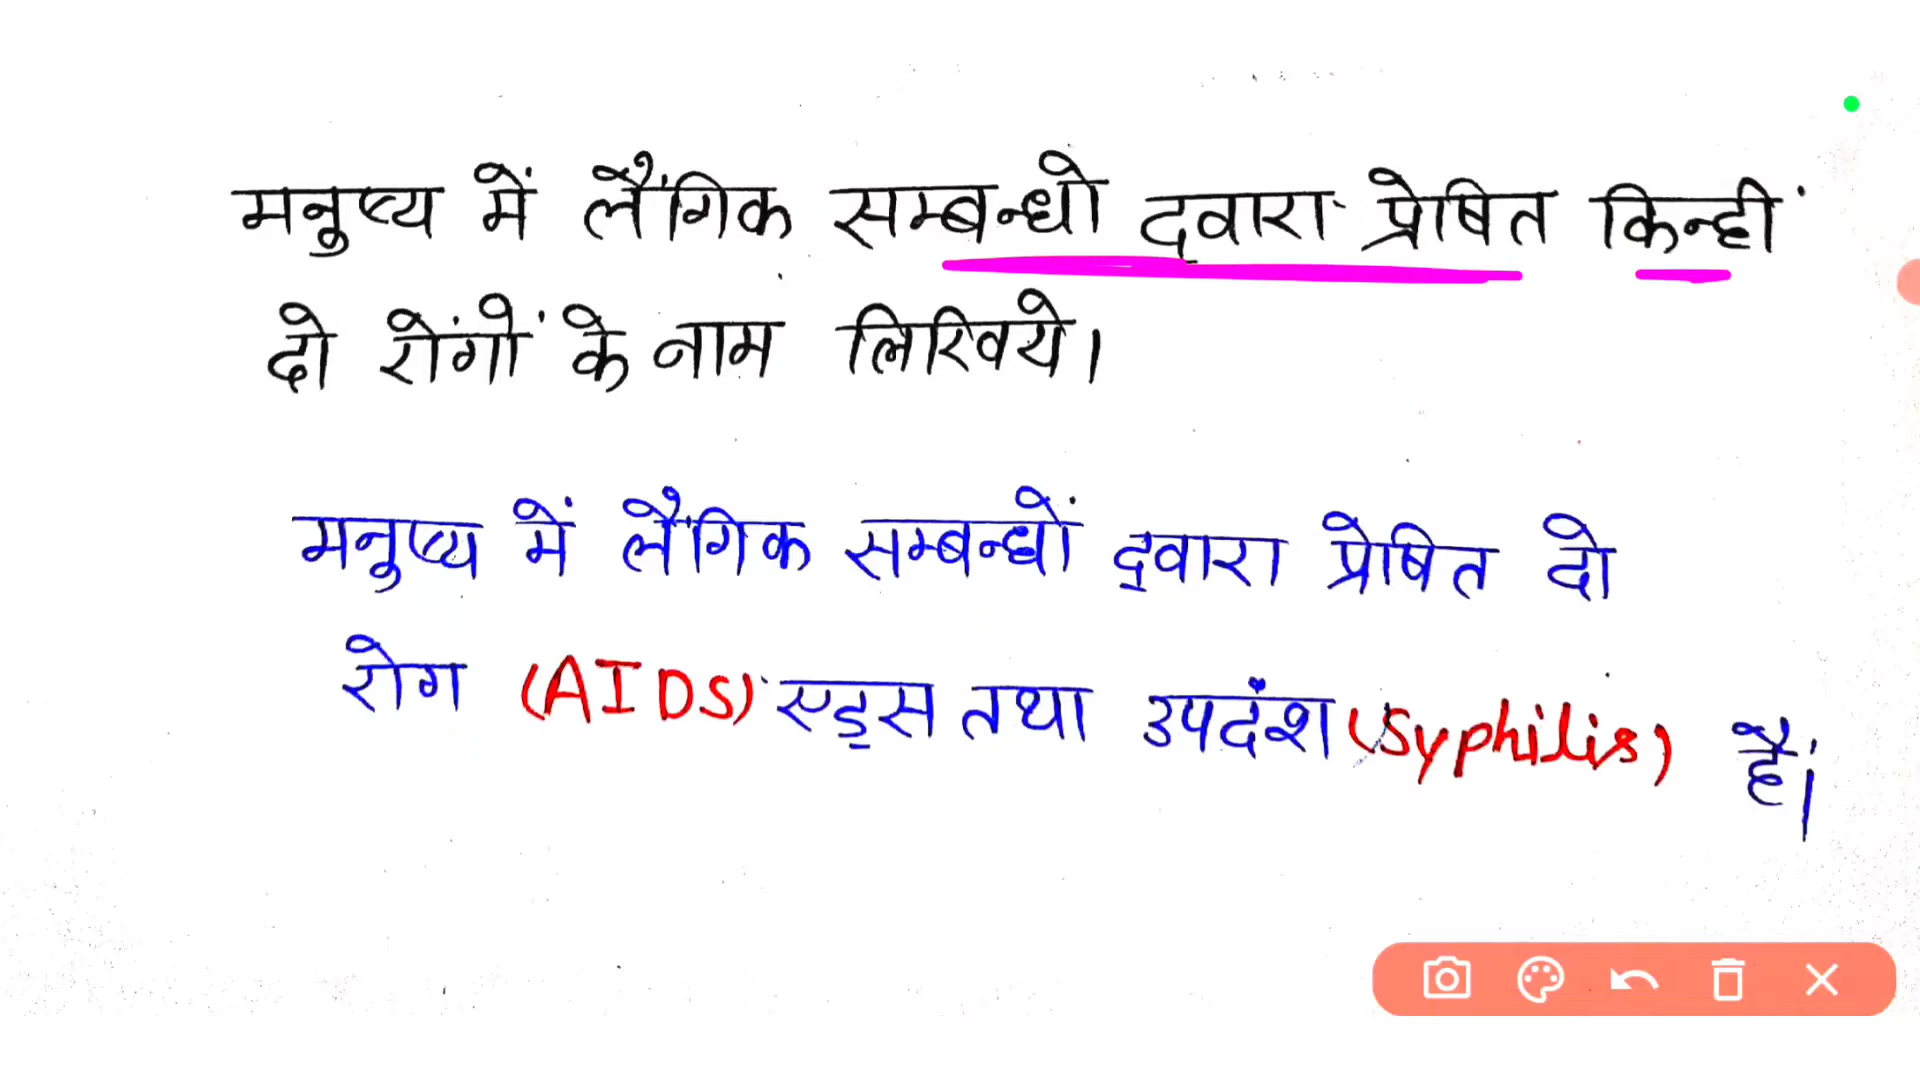 मनुष्य में लैंगिक सम्बन्धो द्वारा प्रेषित किन्हीं
दो रोंगों के नाम लिखिये।
मनुष्य में लैंगिक सम्बन्धों द्वारा प्रेषित दो
रोग (AIDS) एड्स तथा उपदंश (Syphilis) हैं।